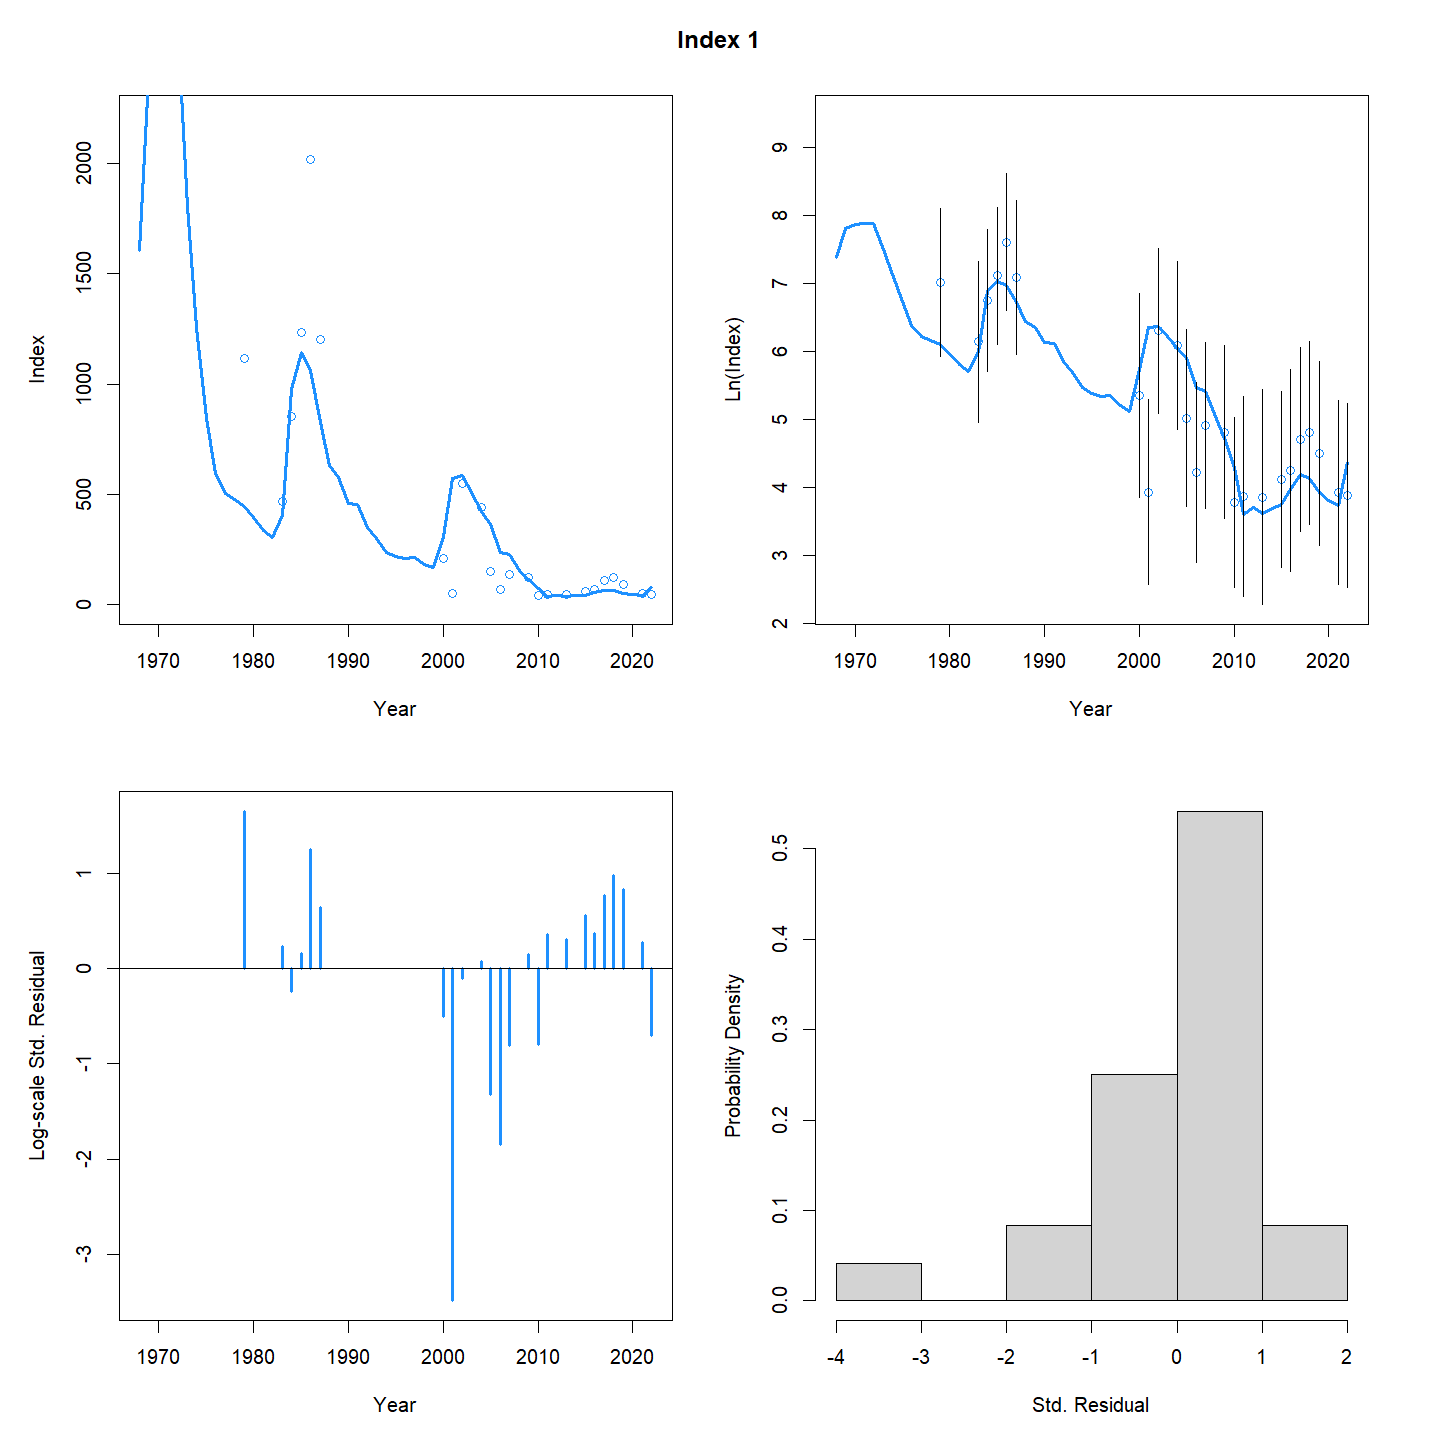 Index 1
Index
2000
1500
1000
500
0
1970 1980 1990 2000 2010 2020
Year
Ln(Index)
9
8
7
6
5
4
3
2
1970 1980 1990 2000 2010 2020
Year
Log-scale Std. Residual
1
0
-1
-2
-3
1970 1980 1990 2000 2010 2020
Year
Probability Density
0.5
0.4
0.3
0.2
0.1
0.0
-4 -3 -2 -1 0 1 2
Std. Residual